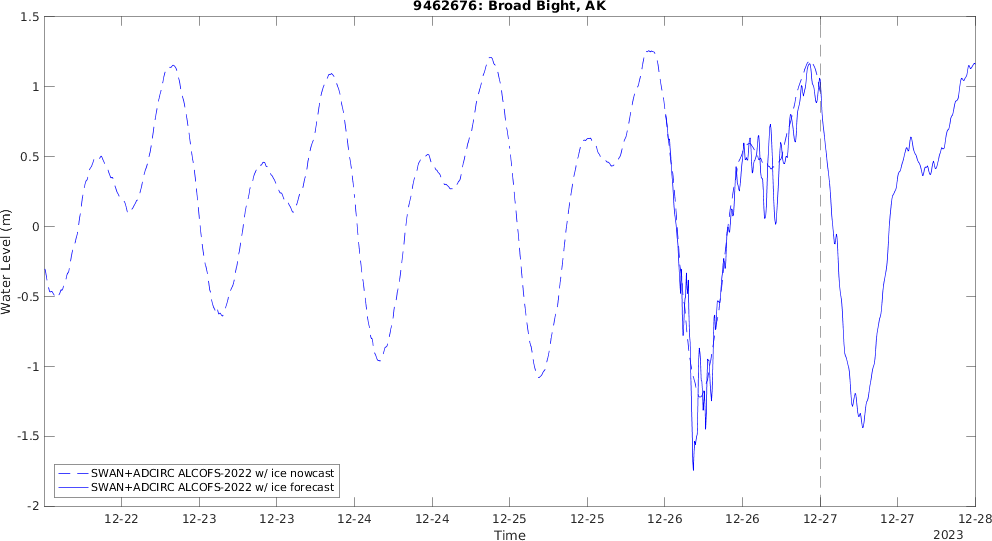 9462676: Broad Bight, AK
1.5
1
0.5
0
-0.5
-1
-1.5
-2
Water Level (m)
SWAN+ADCIRC ALCOFS-2022 w/ ice nowcast
SWAN+ADCIRC ALCOFS-2022 w/ ice forecast
12-22 12-23 12-23 12-24 12-24 12-25 12-25 12-26 12-26 12-27 12-27 12-28
Time
2023